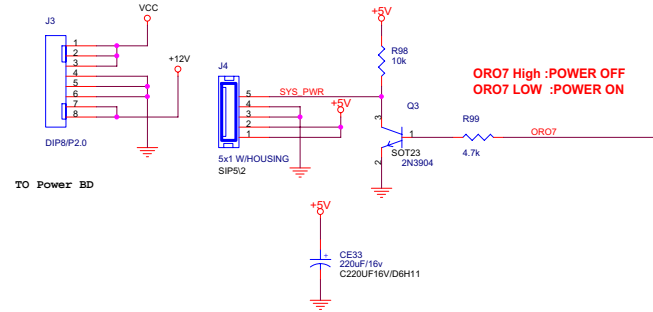 J3
VCC
1
2
3
4
5
6
7
8
+12V
DIP8/P2.0
TO Power BD
J4
5
4
3
2
1
SYS_PWR
+5V
5x1 W/HOUSING
SIP5\2
+5V
R98
10k
Q3
3
1
2
SOT23
2N3904
R99
4.7k
ORO7
ORO7 High :POWER OFF
ORO7 LOW :POWER ON
+5V
+
CE33
220uF/16v
C220UF16V/D6H11